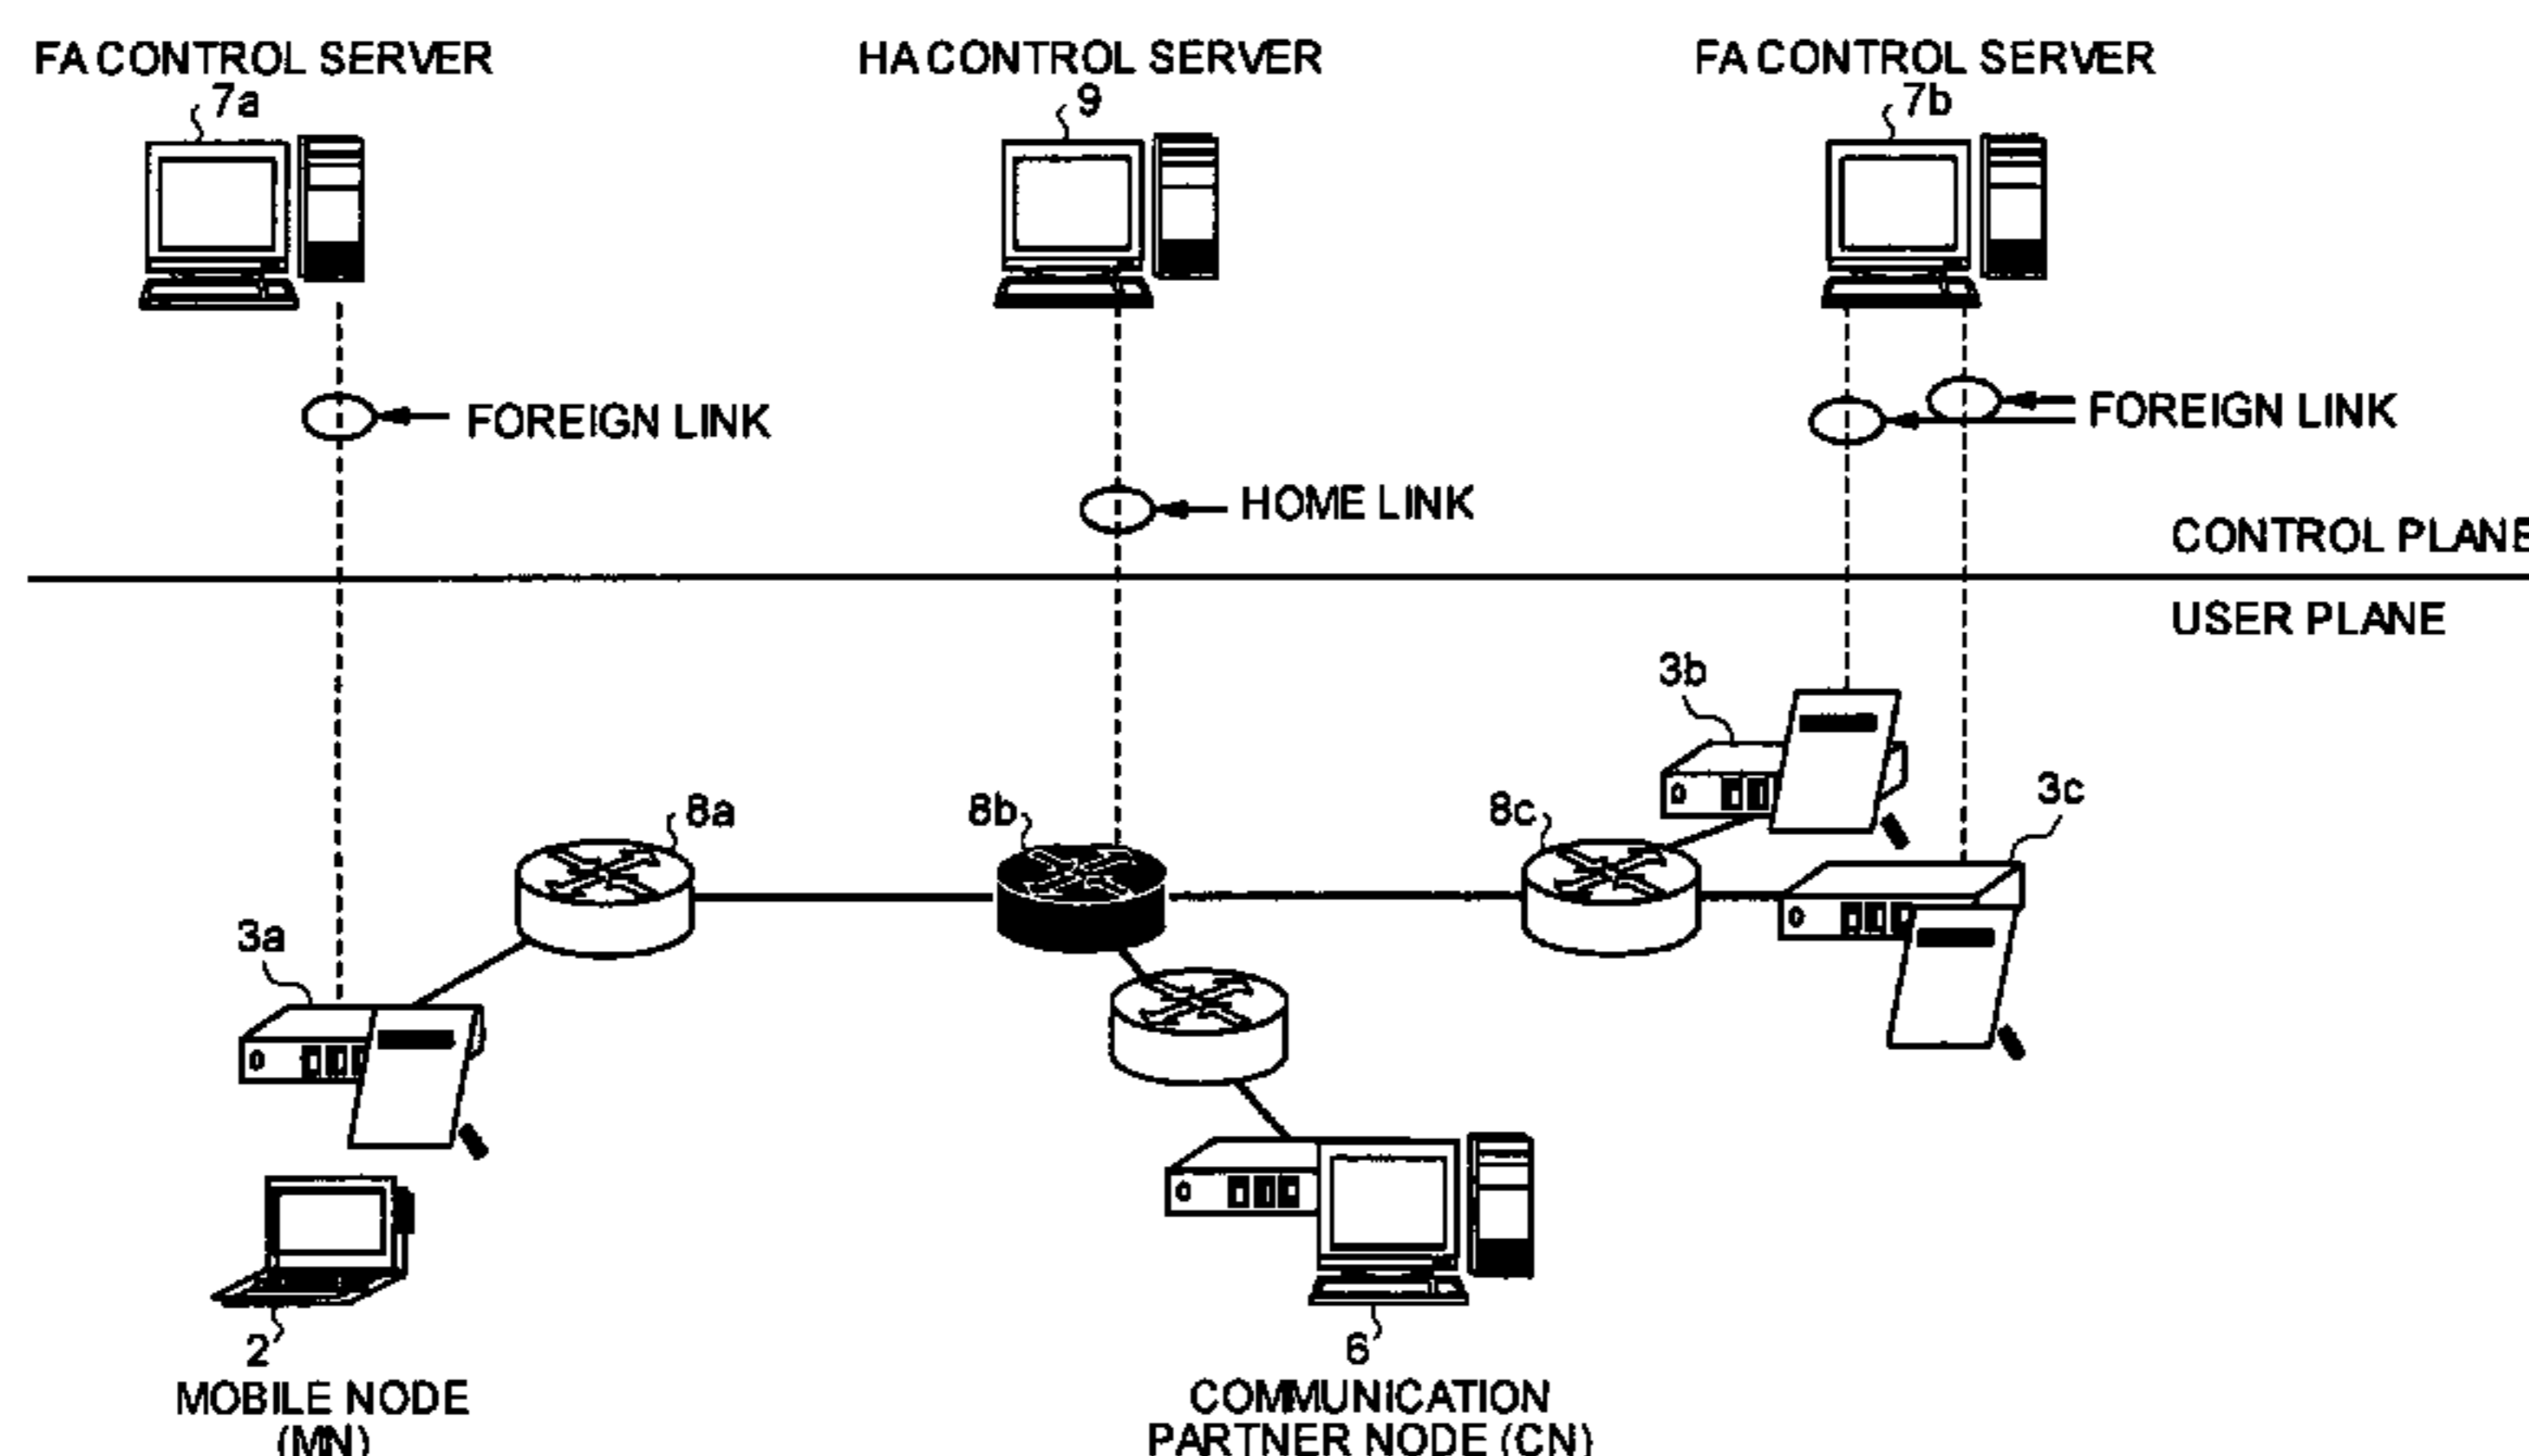 FA CONTROL SERVER
7a
HA CONTROL SERVER
9
FA CONTROL SERVER
7b
FOREIGN LINK
FOREIGN LINK
HOME LINK
CONTROL PLANE
USER PLANE
3b
3c
8a
8b
8c
3a
2
MOBILE NODE
(MN)
6
COMMUNICATION
PARTNER NODE (CN)